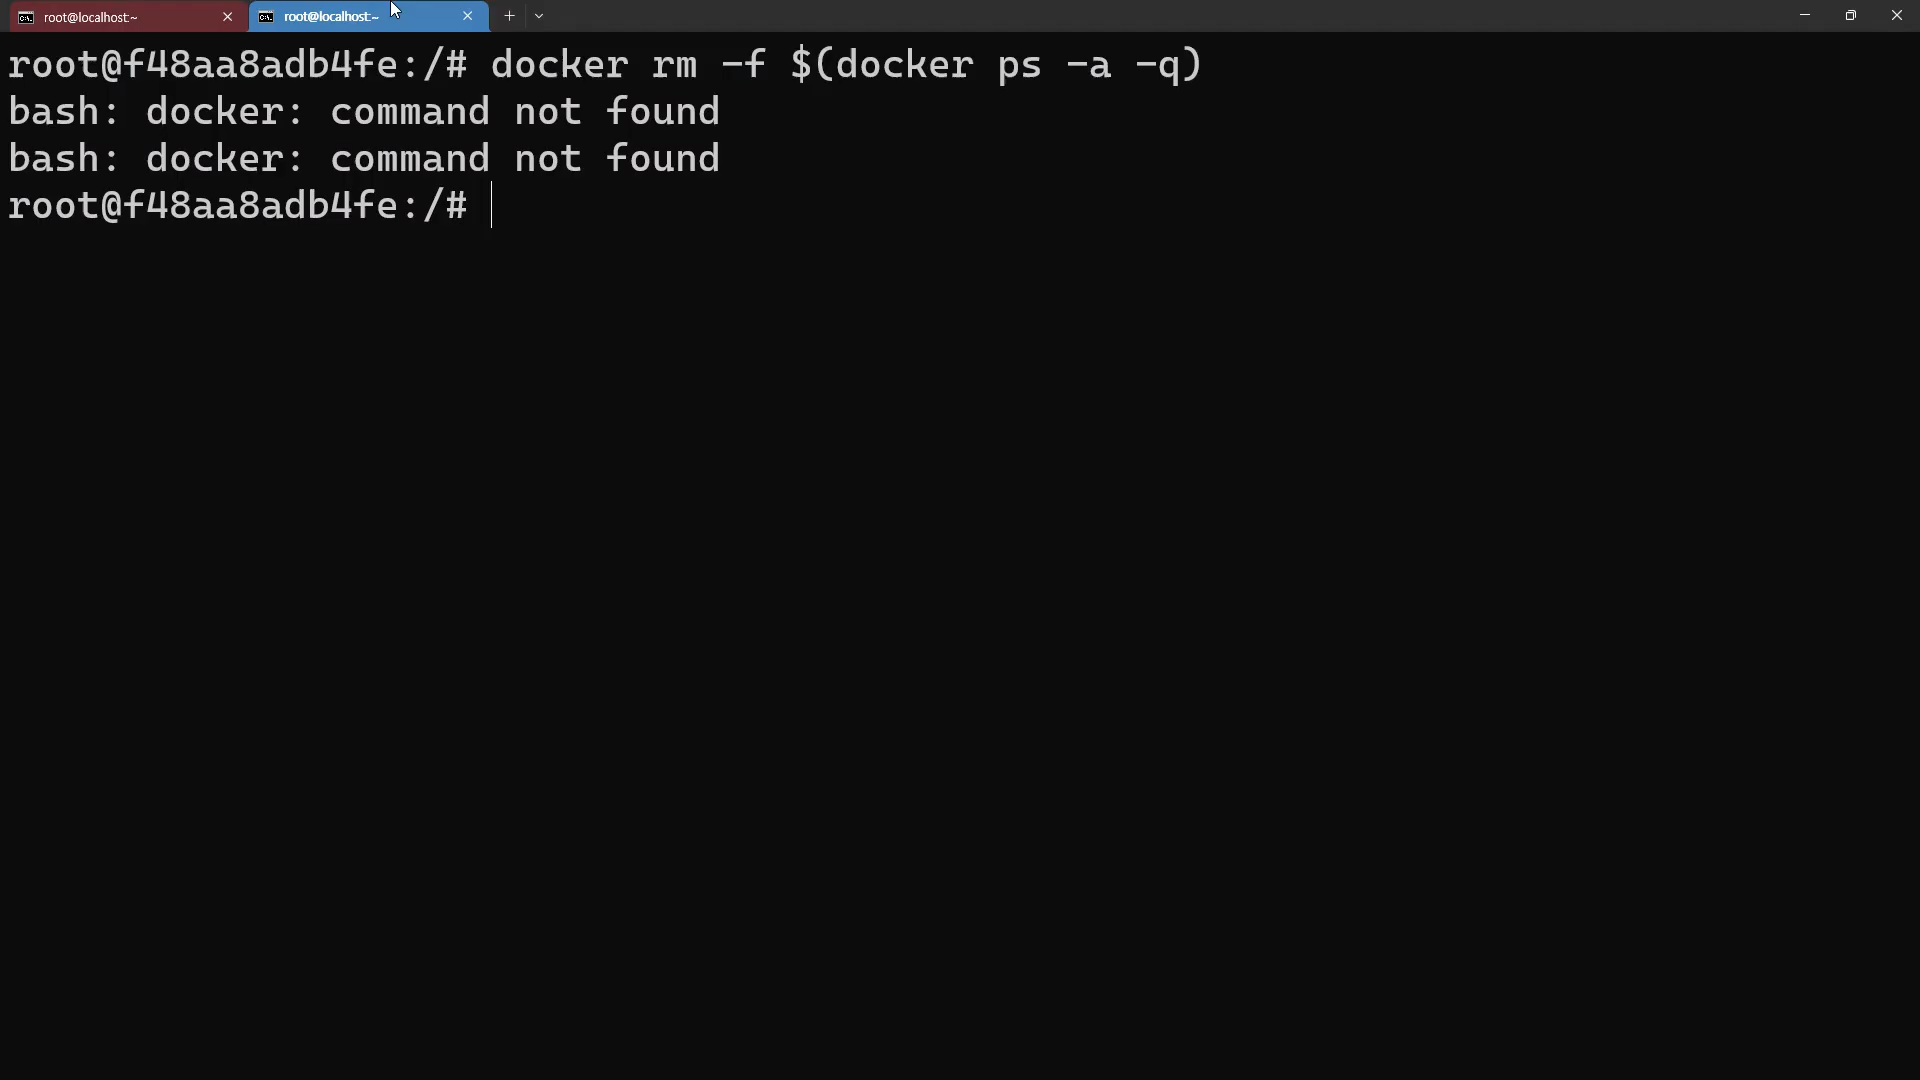 root@localhost:~
root@localhost:~
root@f48aa8adb4fe:/# docker rm -f $(docker ps -a -q)
bash: docker: command not found
bash: docker: command not found
root@f48aa8adb4fe:/#